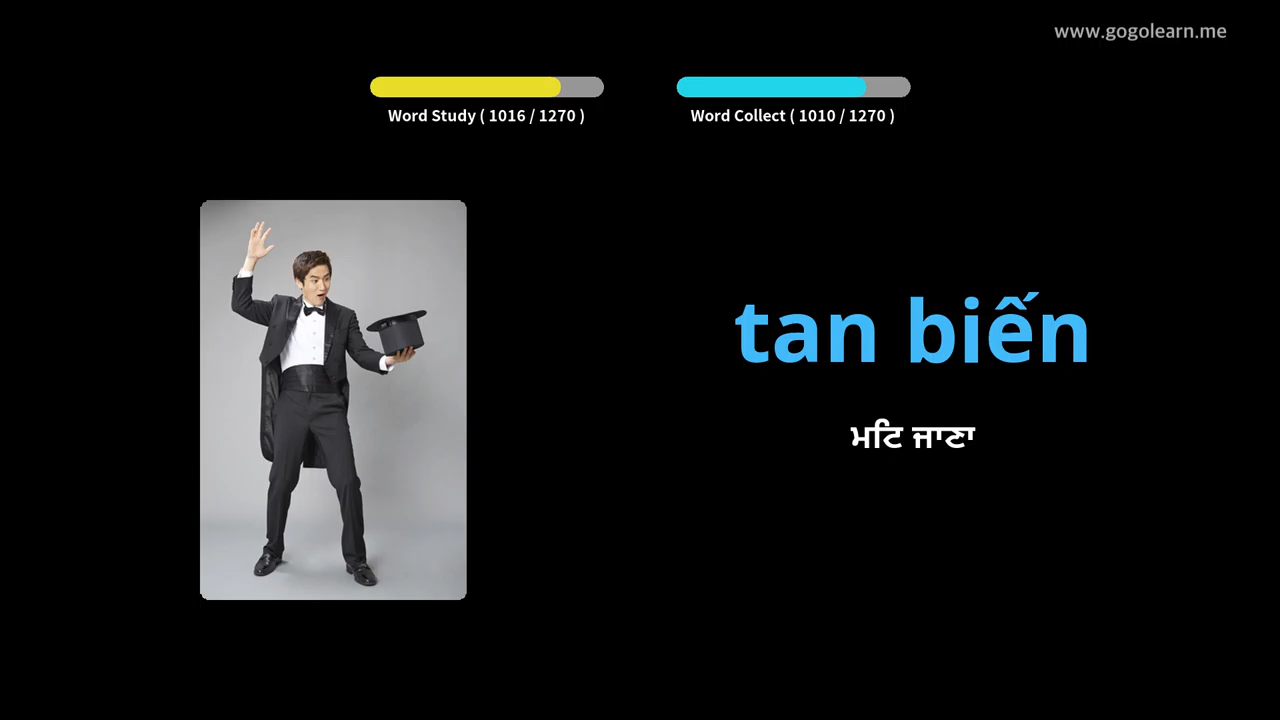 www.gogolearn.me
Word Study ( 1016 / 1270 )
Word Collect ( 1010 / 1270 )
tan biến
ਮਟਿ ਜਾਣਾ